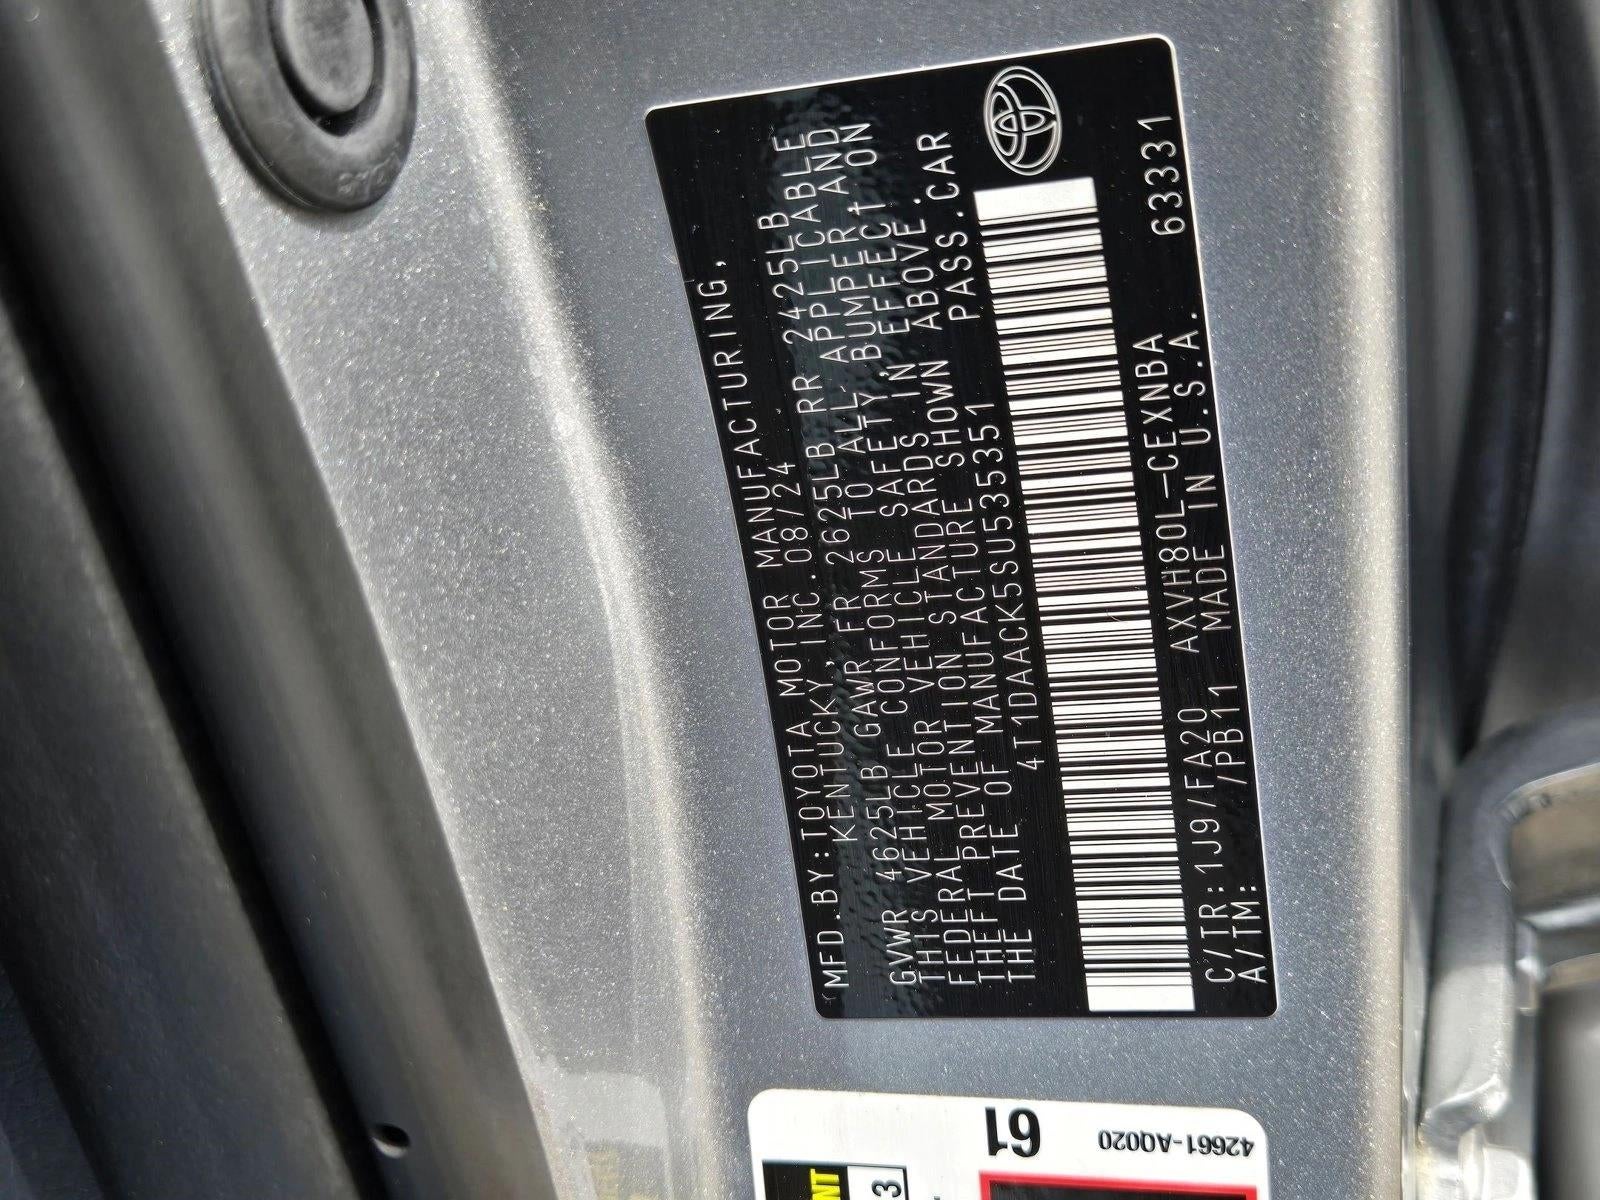 MFD.BY:TOYOTA MOTOR MANUFACTURING,
KENTUCKY, INC.08/24
GVWR 4625LB GAWR FR 2625LB RR 2425LB
THIS VEHICLE CONFORMS TO ALL APPLICABLE
FEDERAL MOTOR VEHICLE SAFETY,BUMPER,AND
THEFT PREVENTION STANDARDS IN EFFECT ON
THE DATE OF MANUFACTURE SHOWN ABOVE.
4T1DAACK5SU535351 PASS.CAR
C/TR:1J9/FA20 AXVH80L-CEXNBA 63331
A/TM: /PB11 MADE IN U.S.A.
61
42661-AQ020
3